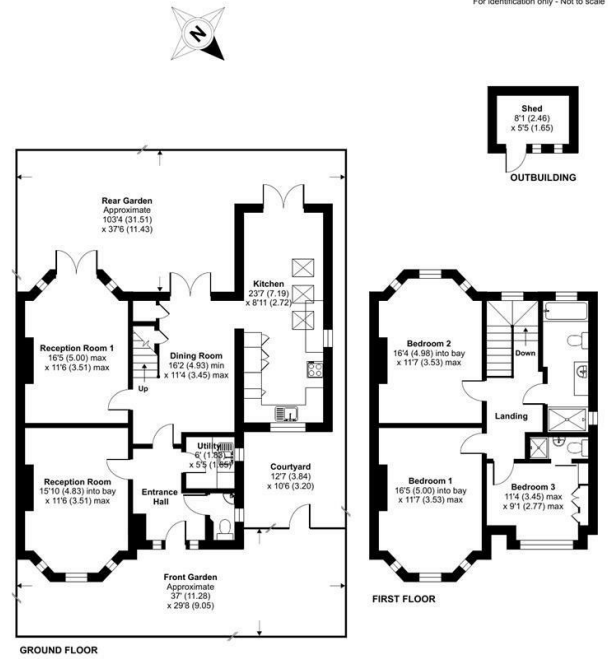 For identification only - Not to scale
N
Shed
8'1 (2.46)
x 5'5 (1.65)
OUTBUILDING
Rear Garden
Approximate
103'4 (31.51)
x 37'6 (11.43)
Kitchen
23'7 (7.19)
x 8'11 (2.72)
Reception Room 1
16'5 (5.00) max
x 11'6 (3.51) max
Dining Room
16'2 (4.93) min
x 11'4 (3.45) max
Up
Utility
6' (1.83)
x 5'5 (1.65)
Courtyard
12'7 (3.84)
x 10'6 (3.20)
Reception Room
15'10 (4.83) into bay
x 11'6 (3.51) max
Entrance
Hall
Front Garden
Approximate
37' (11.28)
x 29'8 (9.05)
GROUND FLOOR
Bedroom 2
16'4 (4.98) into bay
x 11'7 (3.53) max
Down
Landing
Bedroom 1
16'5 (5.00) into bay
x 11'7 (3.53) max
Bedroom 3
11'4 (3.45) max
x 9'1 (2.77) max
FIRST FLOOR